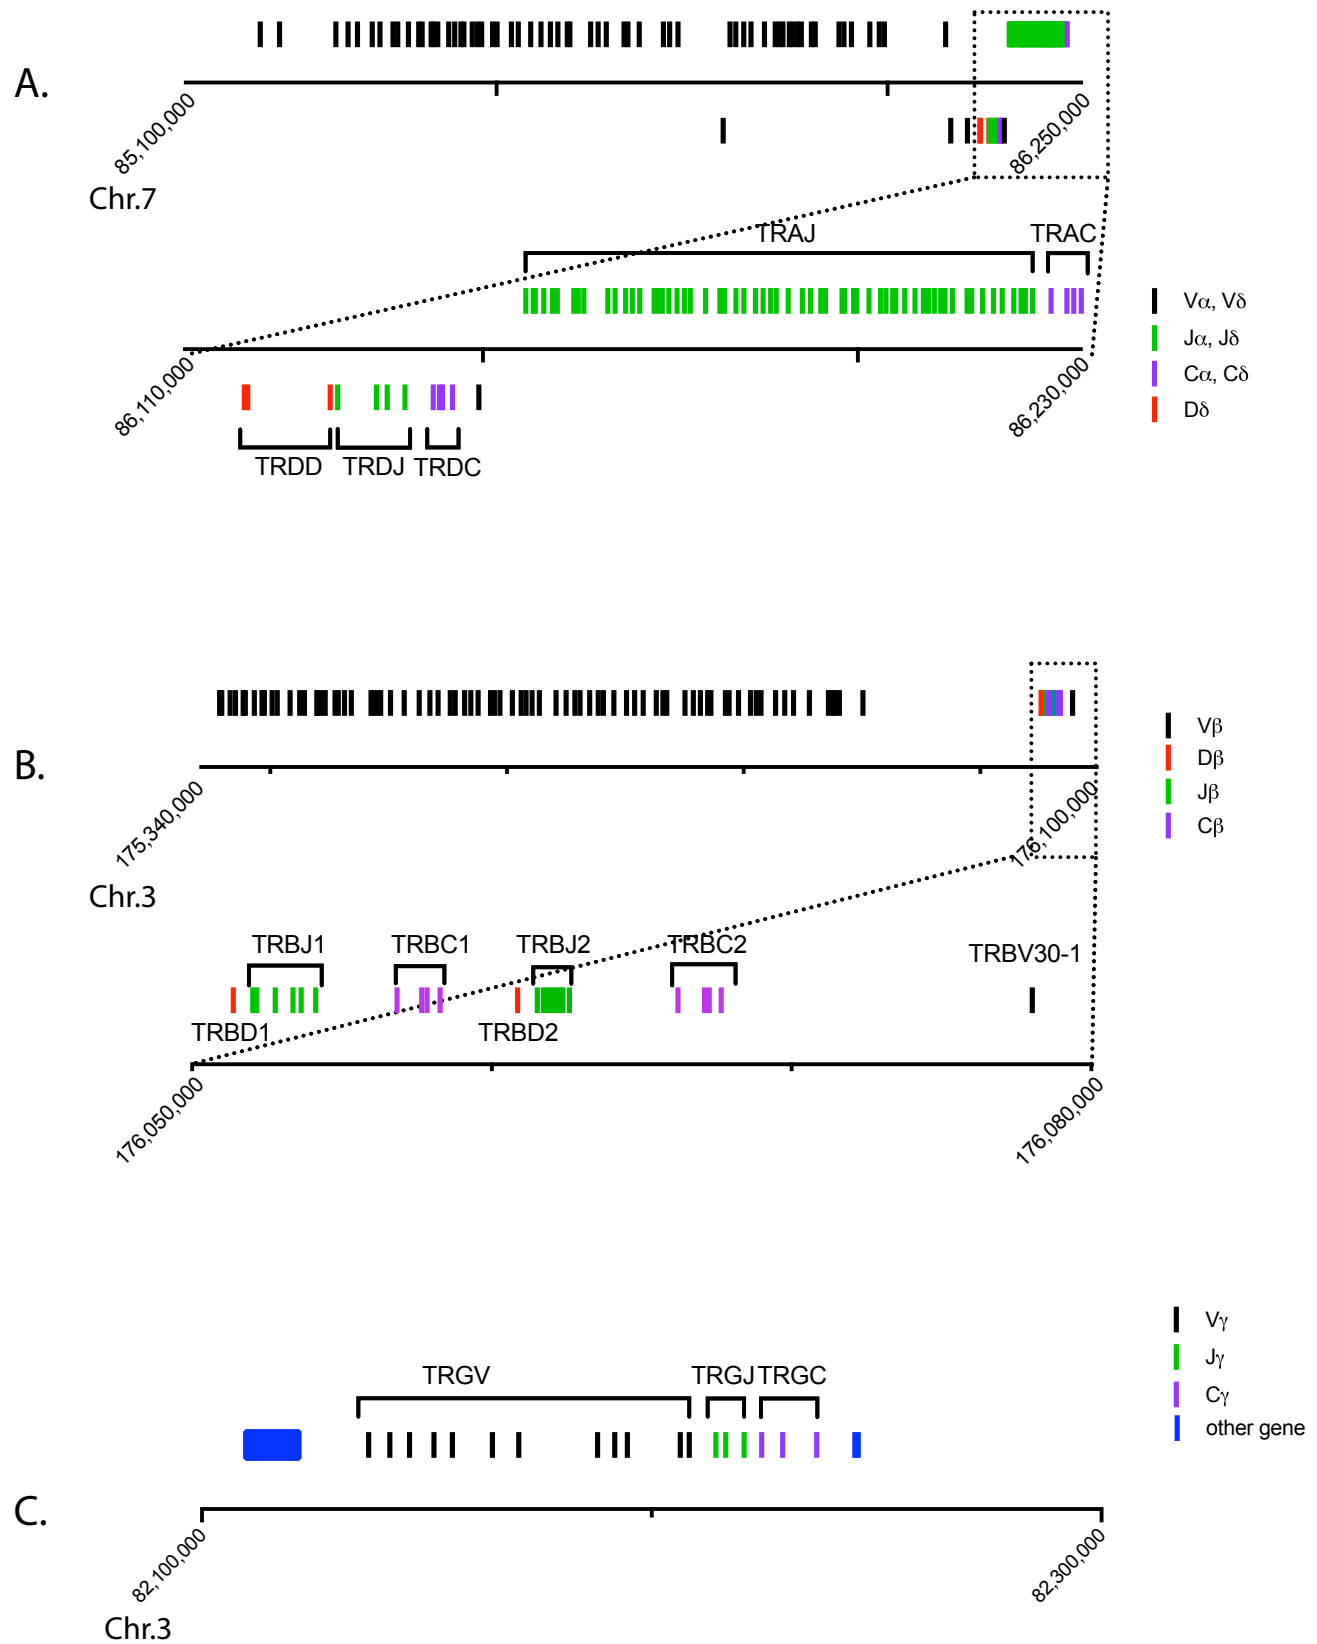 A.
85,100,000
86,250,000
Chr.7
TRAJ
TRAC
Vα, Vδ
Jα, Jδ
Cα, Cδ
Dδ
86,110,000
86,230,000
TRDD
TRDJ
TRDC
B.
175,340,000
176,100,000
Chr.3
Vβ
Dβ
Jβ
Cβ
TRBJ1
TRBC1
TRBJ2
TRBC2
TRBV30-1
TRBD1
TRBD2
176,050,000
176,080,000
Vγ
Jγ
Cγ
other gene
TRGV
TRGJ
TRGC
C.
82,100,000
82,300,000
Chr.3